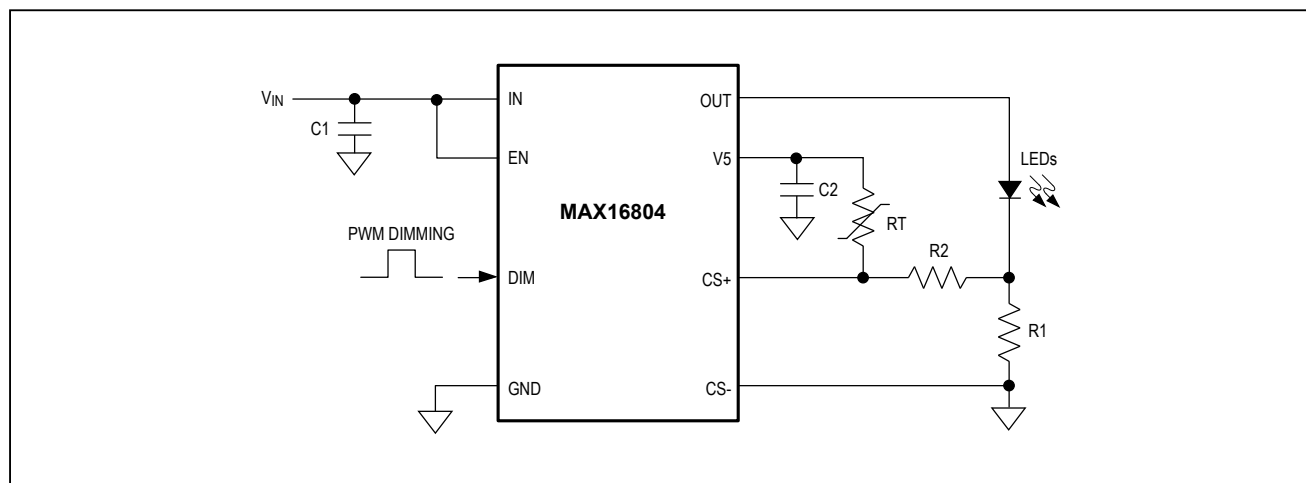 VIN
C1
IN
EN
PWM DIMMING
DIM
GND
MAX16804
OUT
V5
CS+
CS-
C2
RT
R2
LEDs
R1